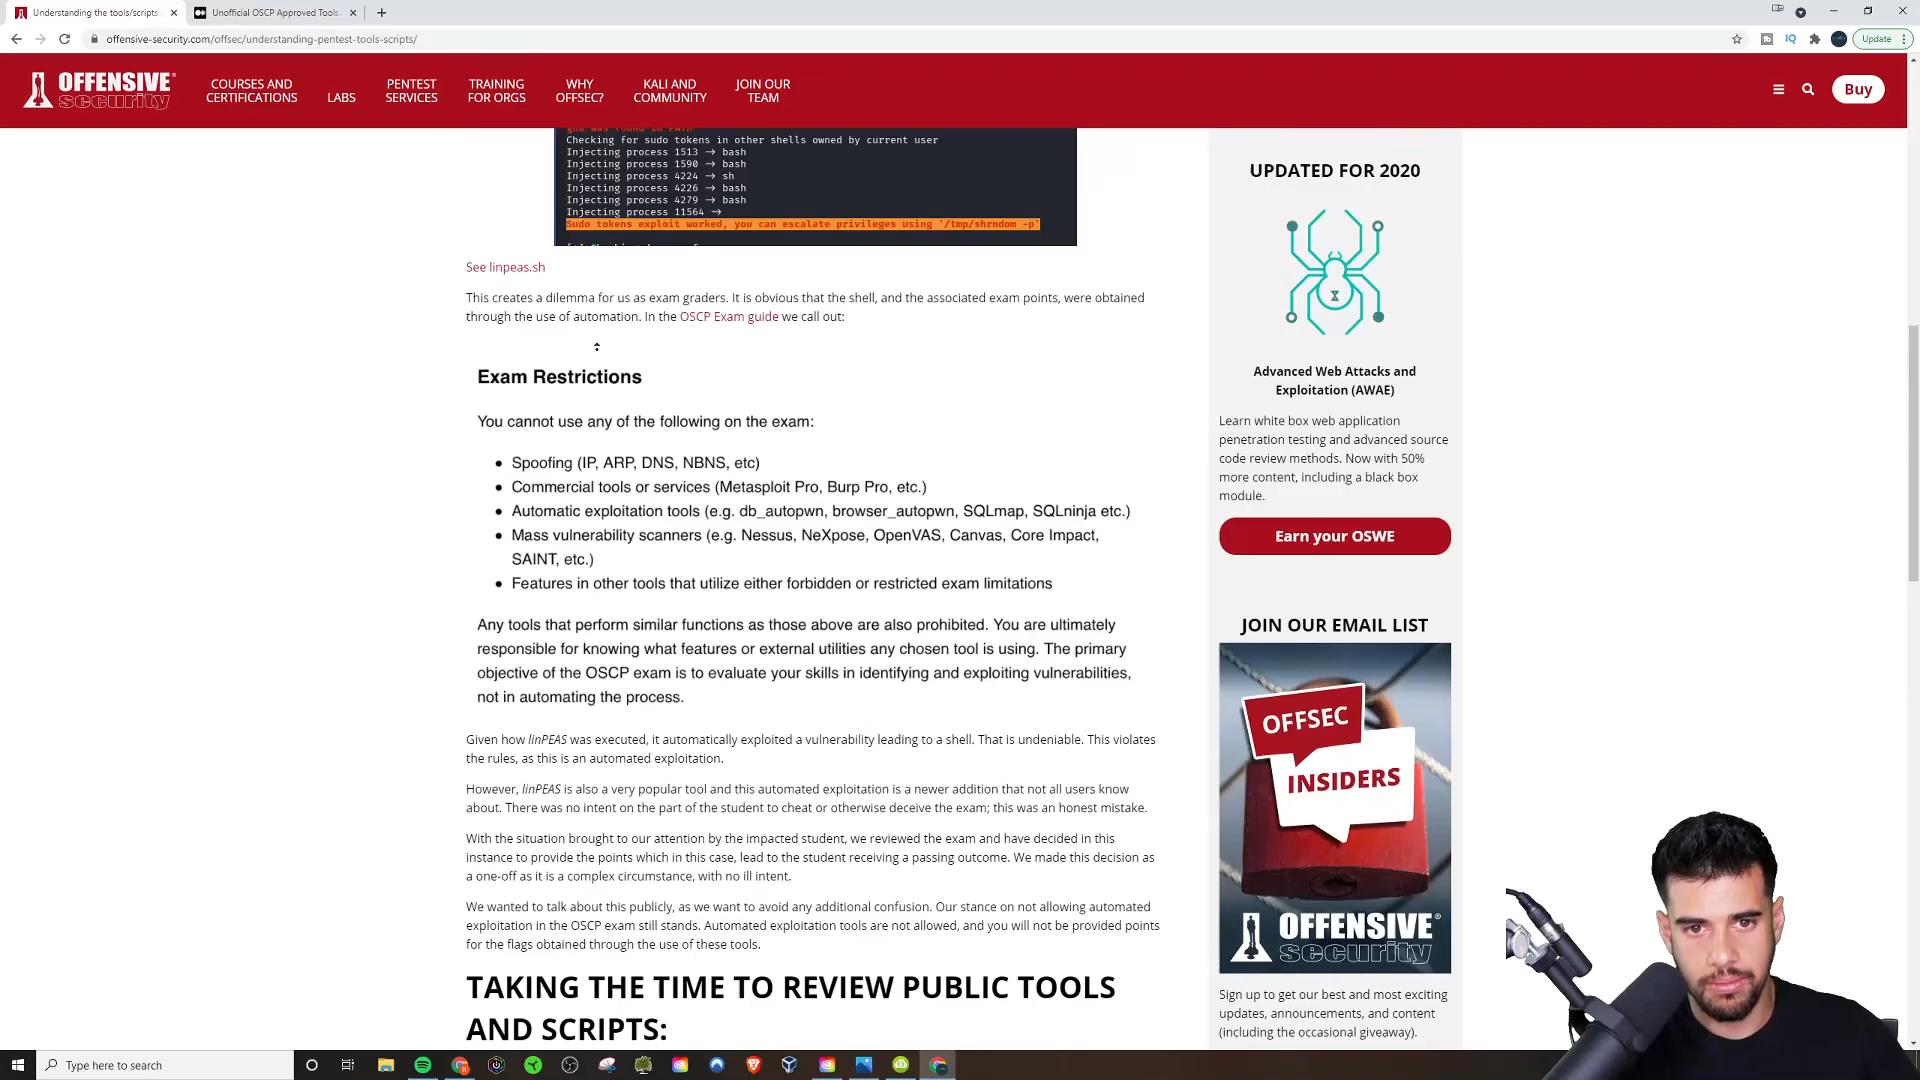 Understanding the tools/scripts
Unofficial OSCP Approved Tools
offensive-security.com/offsec/understanding-pentest-tools-scripts/
IQ
Update
OFFENSIVE
security
COURSES AND
CERTIFICATIONS
LABS
PENTEST
SERVICES
TRAINING
FOR ORGS
WHY
OFFSEC?
KALI AND
COMMUNITY
JOIN OUR
TEAM
Buy
gdb was found in PATH
Checking for sudo tokens in other shells owned by current user
Injecting process 1513 → bash
Injecting process 1590 → bash
Injecting process 4224 → sh
Injecting process 4226 → bash
Injecting process 4279 → bash
Injecting process 11564 →
Sudo tokens exploit worked, you can escalate privileges using '/tmp/shrndom -p'
See linpeas.sh
This creates a dilemma for us as exam graders. It is obvious that the shell, and the associated exam points, were obtained
through the use of automation. In the OSCP Exam guide we call out:
Exam Restrictions
You cannot use any of the following on the exam:
• Spoofing (IP, ARP, DNS, NBNS, etc)
• Commercial tools or services (Metasploit Pro, Burp Pro, etc.)
• Automatic exploitation tools (e.g. db_autopwn, browser_autopwn, SQLmap, SQLninja etc.)
• Mass vulnerability scanners (e.g. Nessus, NeXpose, OpenVAS, Canvas, Core Impact,
SAINT, etc.)
• Features in other tools that utilize either forbidden or restricted exam limitations
Any tools that perform similar functions as those above are also prohibited. You are ultimately
responsible for knowing what features or external utilities any chosen tool is using. The primary
objective of the OSCP exam is to evaluate your skills in identifying and exploiting vulnerabilities,
not in automating the process.
Given how linPEAS was executed, it automatically exploited a vulnerability leading to a shell. That is undeniable. This violates
the rules, as this is an automated exploitation.
However, linPEAS is also a very popular tool and this automated exploitation is a newer addition that not all users know
about. There was no intent on the part of the student to cheat or otherwise deceive the exam; this was an honest mistake.
With the situation brought to our attention by the impacted student, we reviewed the exam and have decided in this
instance to provide the points which in this case, lead to the student receiving a passing outcome. We made this decision as
a one-off as it is a complex circumstance, with no ill intent.
We wanted to talk about this publicly, as we want to avoid any additional confusion. Our stance on not allowing automated
exploitation in the OSCP exam still stands. Automated exploitation tools are not allowed, and you will not be provided points
for the flags obtained through the use of these tools.
TAKING THE TIME TO REVIEW PUBLIC TOOLS
AND SCRIPTS:
UPDATED FOR 2020
Advanced Web Attacks and
Exploitation (AWAE)
Learn white box web application
penetration testing and advanced source
code review methods. Now with 50%
more content, including a black box
module.
Earn your OSWE
JOIN OUR EMAIL LIST
OFFSEC
INSIDERS
OFFENSIVE
security
Sign up to get our best and most exciting
updates, announcements, and content
(including the occasional giveaway).
Type here to search